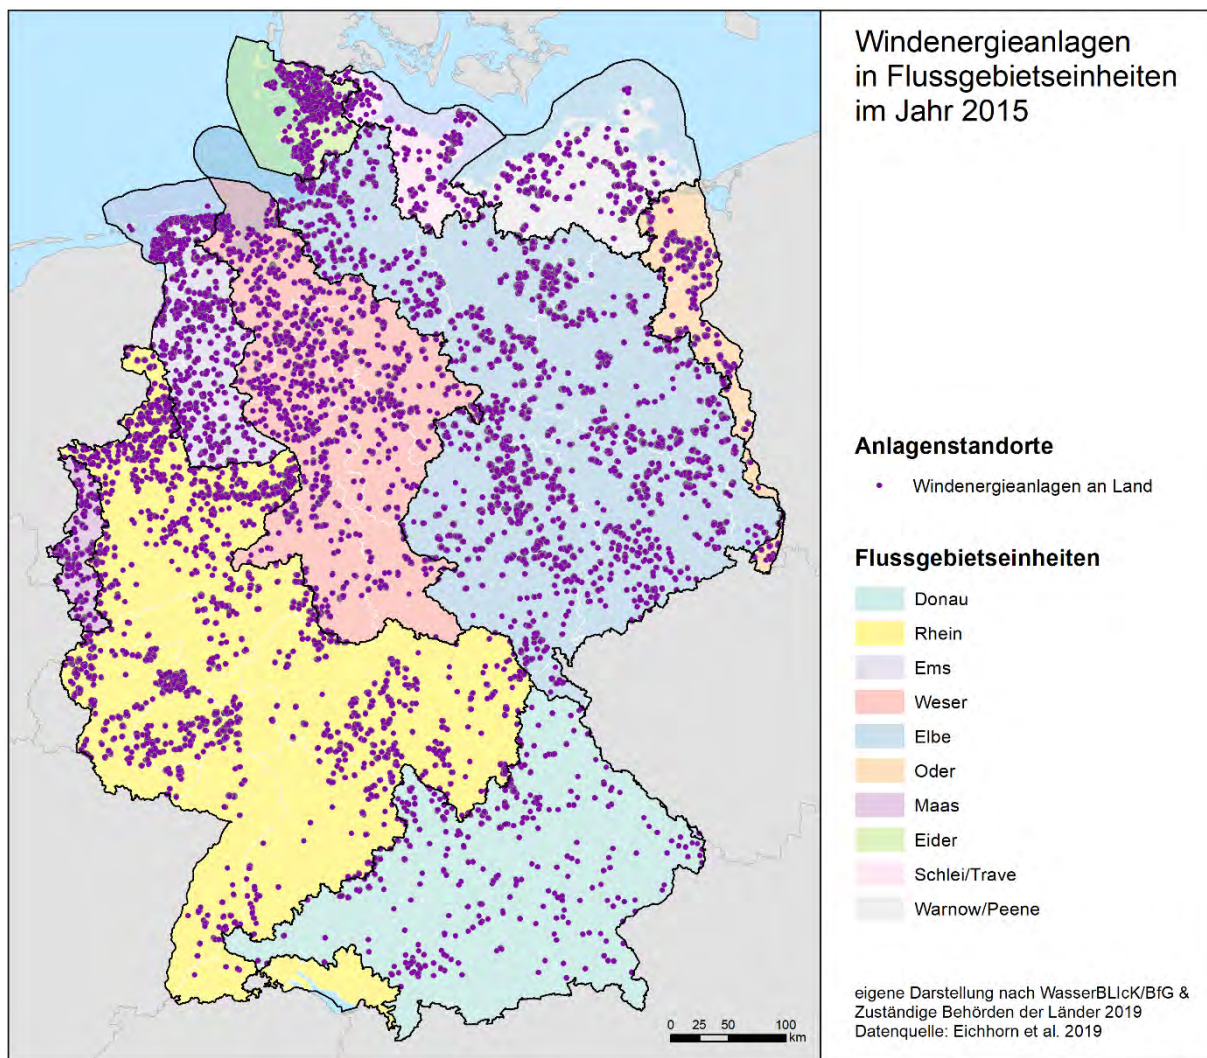 Windenergieanlagen
in Flussgebietseinheiten
im Jahr 2015
Anlagenstandorte
Windenergieanlagen an Land
Flussgebietseinheiten
Donau
Rhein
Ems
Weser
Elbe
Oder
Maas
Eider
Schlei/Trave
Warnow/Peene
eigene Darstellung nach WasserBLIcK/BfG &
Zuständige Behörden der Länder 2019
Datenquelle: Eichhorn et al. 2019
0 25 50 100
km